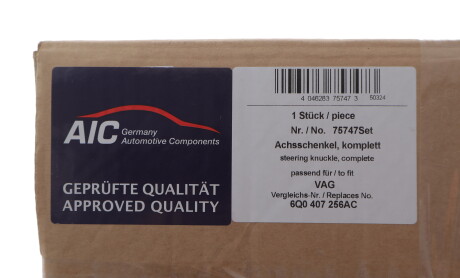 AIC
Germany
Automotive Components
GEPRÜFTE QUALITÄT
APPROVED QUALITY
4 040283 75747 3
90324
1 Stück / piece
Nr. / No. 75747Set
Achsschenkel, komplett
steering knuckle, complete
passend für / to fit
VAG
Vergleichs-Nr. / Replaces No.
6Q0 407 256AC